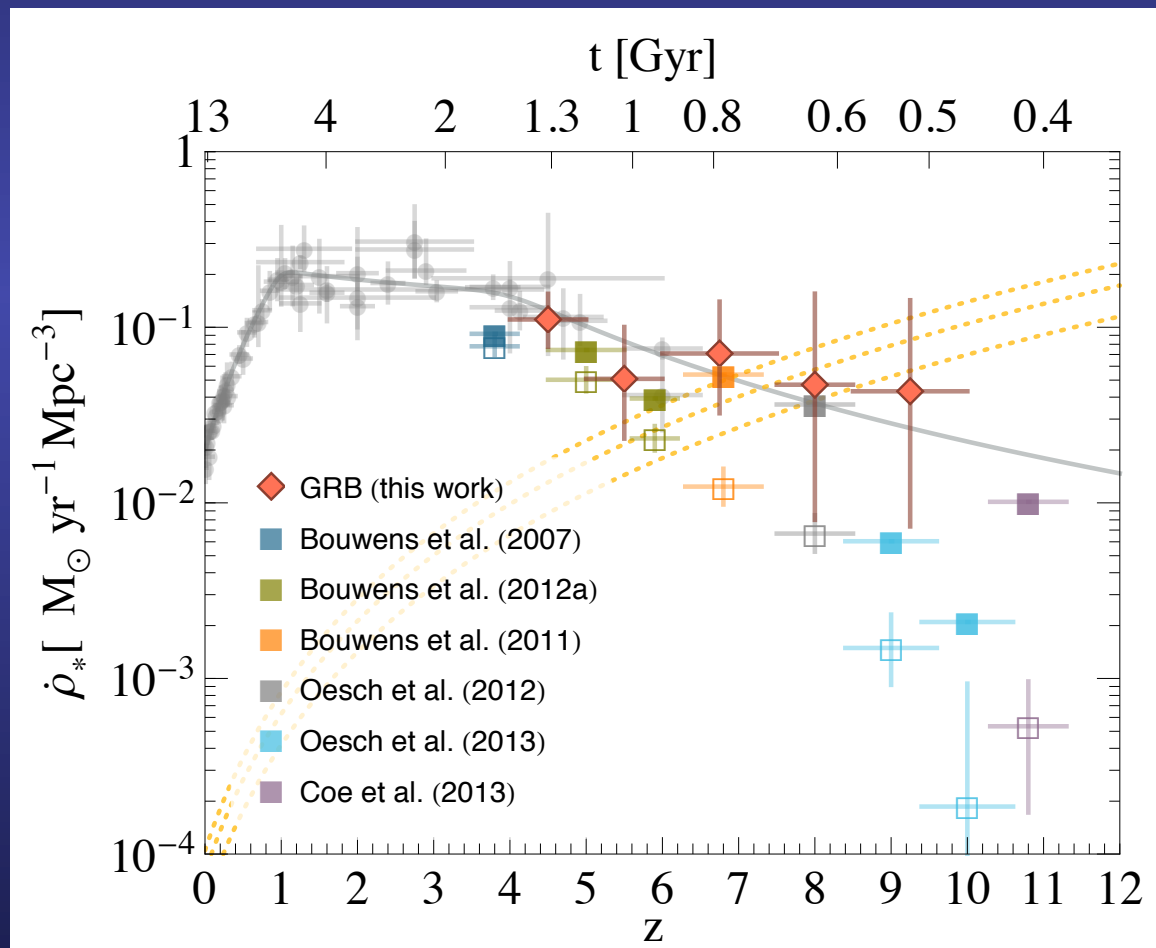 t [Gyr]
13 4 2 1.3 1 0.8 0.6 0.5 0.4
1
10⁻¹
10⁻²
10⁻³
10⁻⁴
ρ̇* [ M⊙ yr⁻¹ Mpc⁻³]
GRB (this work)
Bouwens et al. (2007)
Bouwens et al. (2012a)
Bouwens et al. (2011)
Oesch et al. (2012)
Oesch et al. (2013)
Coe et al. (2013)
0 1 2 3 4 5 6 7 8 9 10 11 12
z